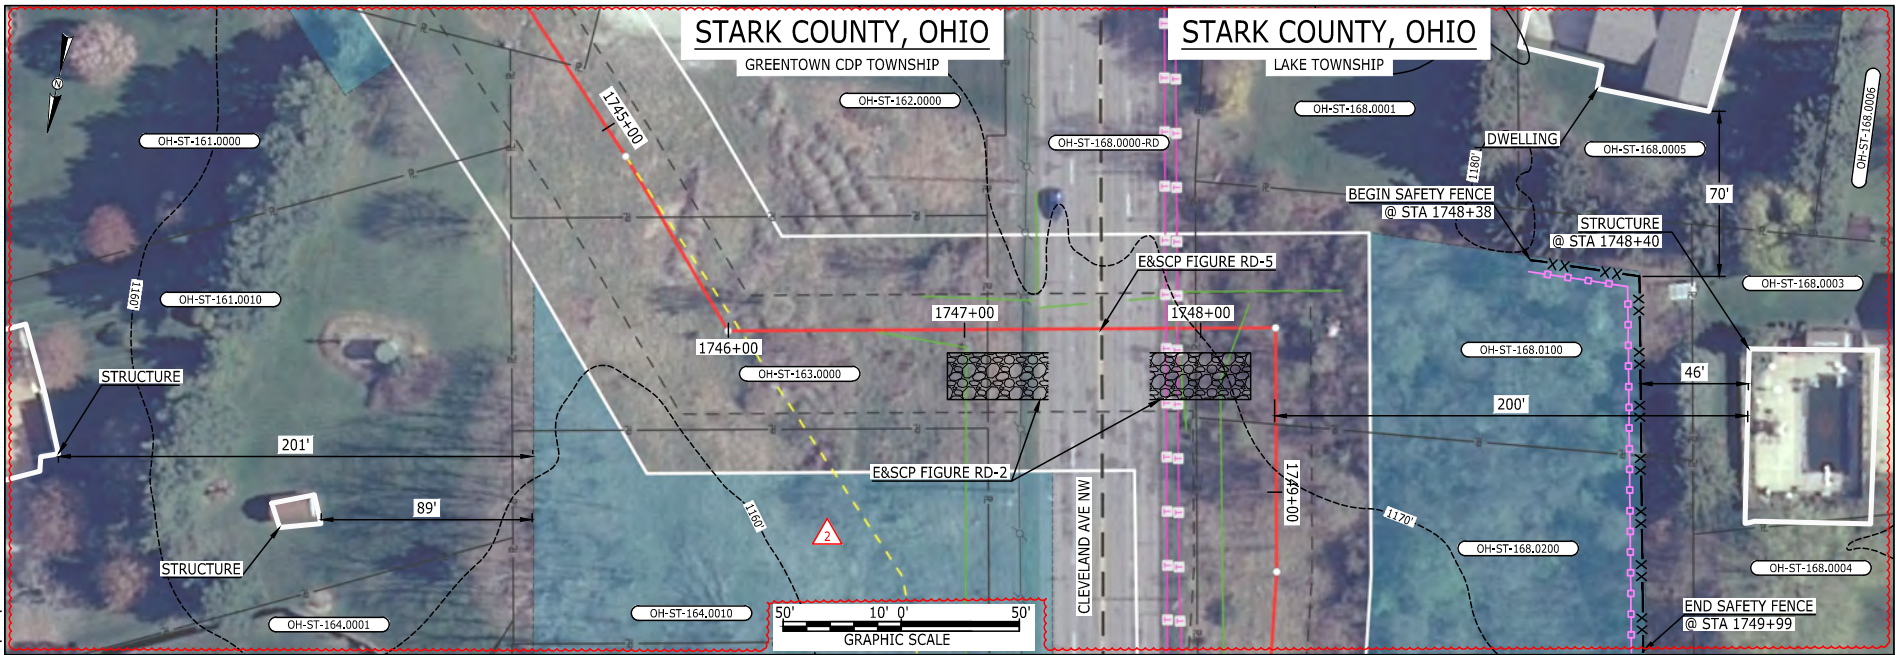 STARK COUNTY, OHIO
GREENTOWN CDP TOWNSHIP
STARK COUNTY, OHIO
LAKE TOWNSHIP
N
OH-ST-161.0000
1745+00
OH-ST-162.0000
OH-ST-168.0000-RD
OH-ST-168.0001
DWELLING
OH-ST-168.0005
OH-ST-168.0006
1180'
70'
BEGIN SAFETY FENCE
@ STA 1748+38
STRUCTURE
@ STA 1748+40
E&SCP FIGURE RD-5
1160'
OH-ST-161.0010
OH-ST-168.0003
1747+00
1748+00
1746+00
OH-ST-163.0000
OH-ST-168.0100
STRUCTURE
46'
200'
201'
E&SCP FIGURE RD-2
89'
1160'
2
CLEVELAND AVE NW
1749+00
1170'
OH-ST-168.0200
STRUCTURE
OH-ST-168.0004
OH-ST-164.0001
OH-ST-164.0010
50' 10' 0' 50'
GRAPHIC SCALE
END SAFETY FENCE
@ STA 1749+99